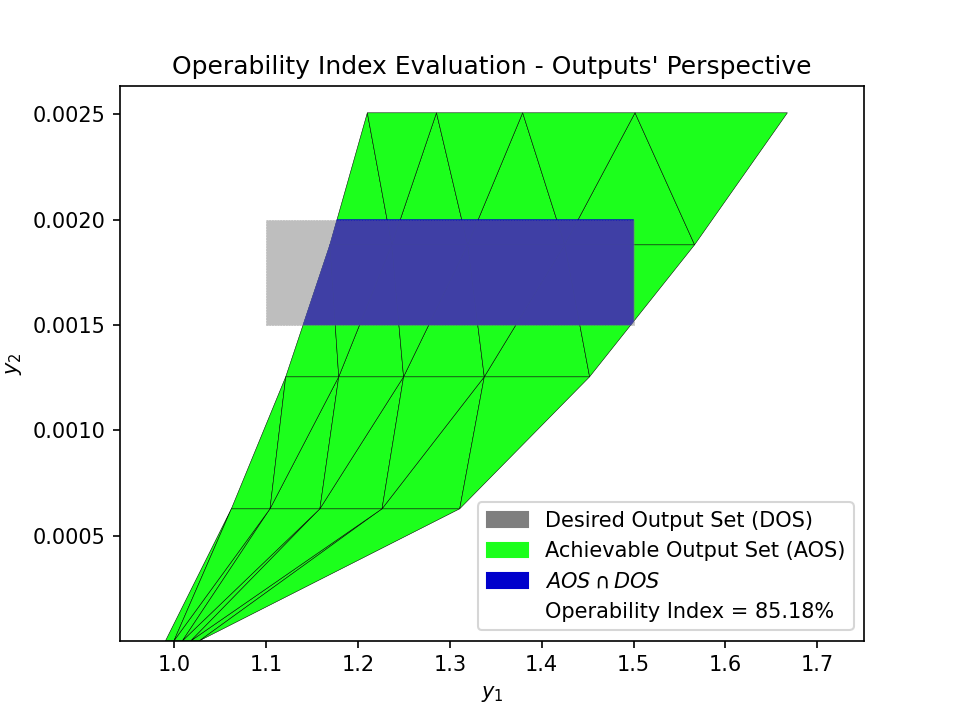 Operability Index Evaluation - Outputs' Perspective
0.0025
0.0020
0.0015
0.0010
0.0005
y₂
Desired Output Set (DOS)
Achievable Output Set (AOS)
AOS ∩ DOS
Operability Index = 85.18%
1.0 1.1 1.2 1.3 1.4 1.5 1.6 1.7
y₁